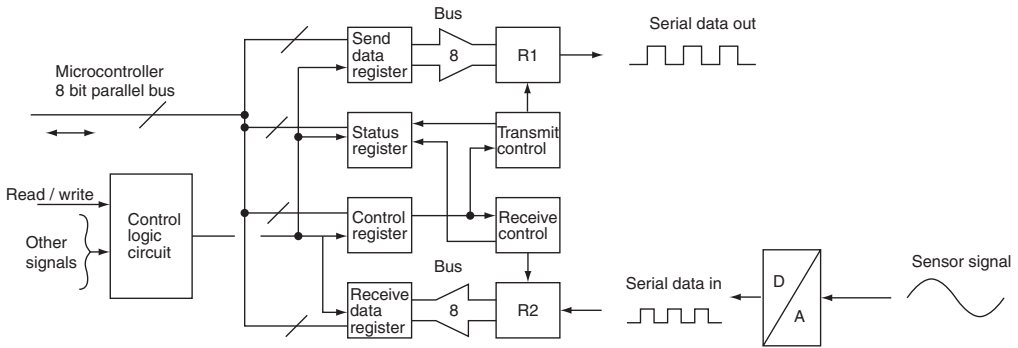 Serial data out
Bus
Send
data
register
8
R1
Microcontroller
8 bit parallel bus
Status
register
Transmit
control
Read / write
Control
logic
circuit
Other
signals
Control
register
Receive
control
Bus
Receive
data
register
8
R2
Serial data in
D
A
Sensor signal